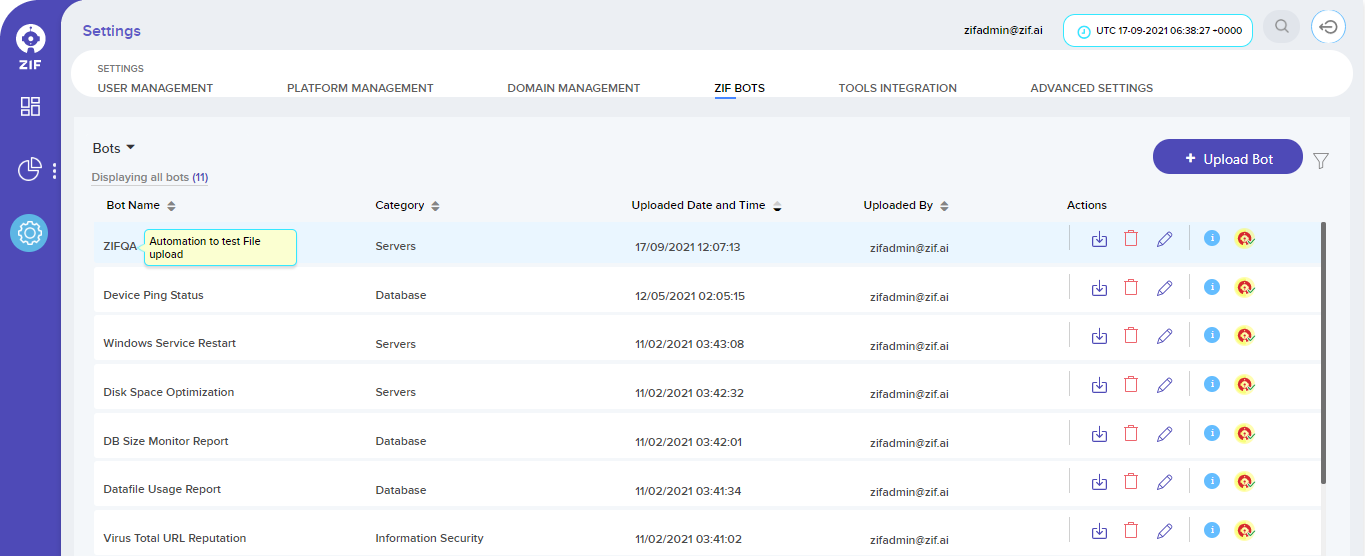 ZIF
Settings
zifadmin@zif.ai
UTC 17-09-2021 06:38:27 +0000
SETTINGS
USER MANAGEMENT PLATFORM MANAGEMENT DOMAIN MANAGEMENT ZIF BOTS TOOLS INTEGRATION ADVANCED SETTINGS
Bots
+ Upload Bot
Displaying all bots (11)
Bot Name Category Uploaded Date and Time Uploaded By Actions
ZIFQA Automation to test File upload Servers 17/09/2021 12:07:13 zifadmin@zif.ai
Device Ping Status Database 12/05/2021 02:05:15 zifadmin@zif.ai
Windows Service Restart Servers 11/02/2021 03:43:08 zifadmin@zif.ai
Disk Space Optimization Servers 11/02/2021 03:42:32 zifadmin@zif.ai
DB Size Monitor Report Database 11/02/2021 03:42:01 zifadmin@zif.ai
Datafile Usage Report Database 11/02/2021 03:41:34 zifadmin@zif.ai
Virus Total URL Reputation Information Security 11/02/2021 03:41:02 zifadmin@zif.ai